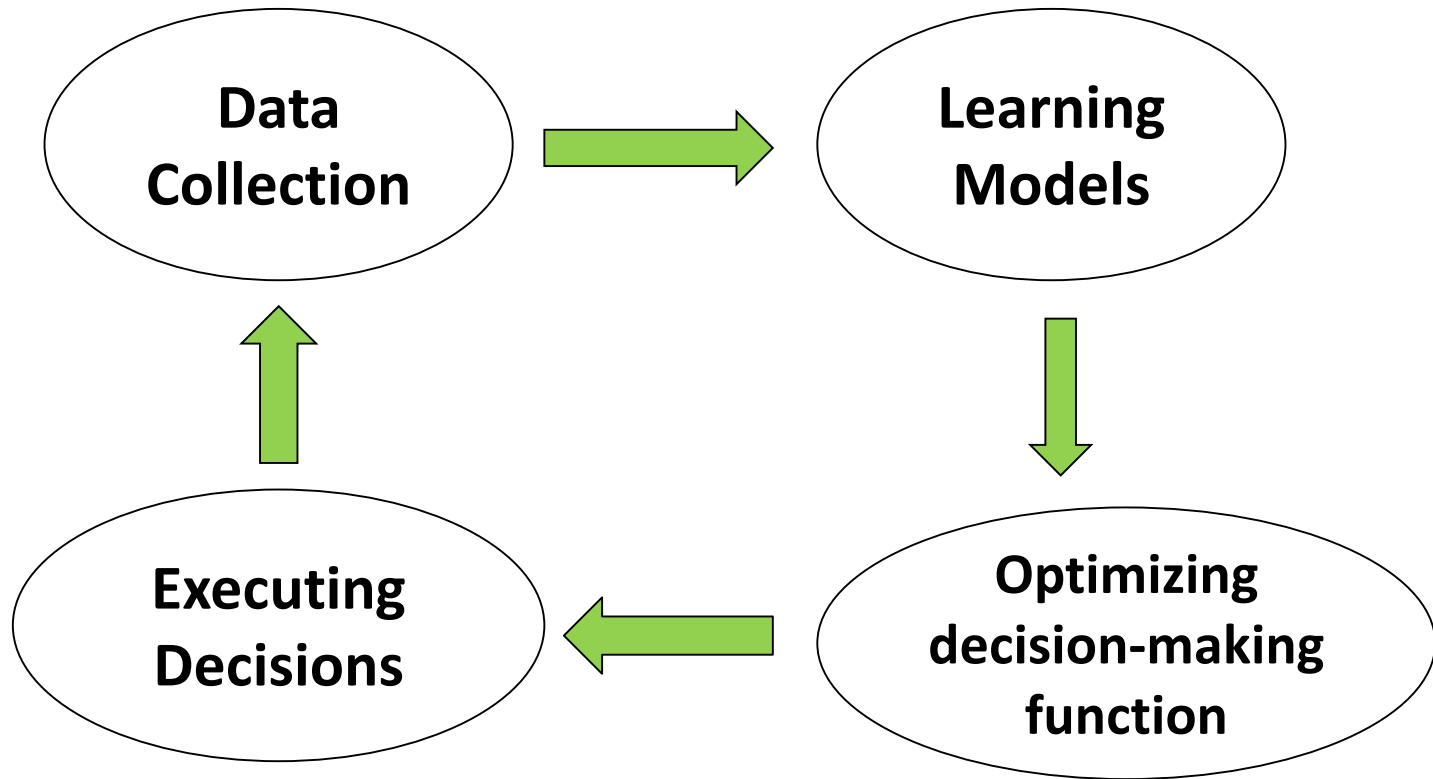 Data
Collection
Learning
Models
Executing
Decisions
Optimizing
decision-making
function